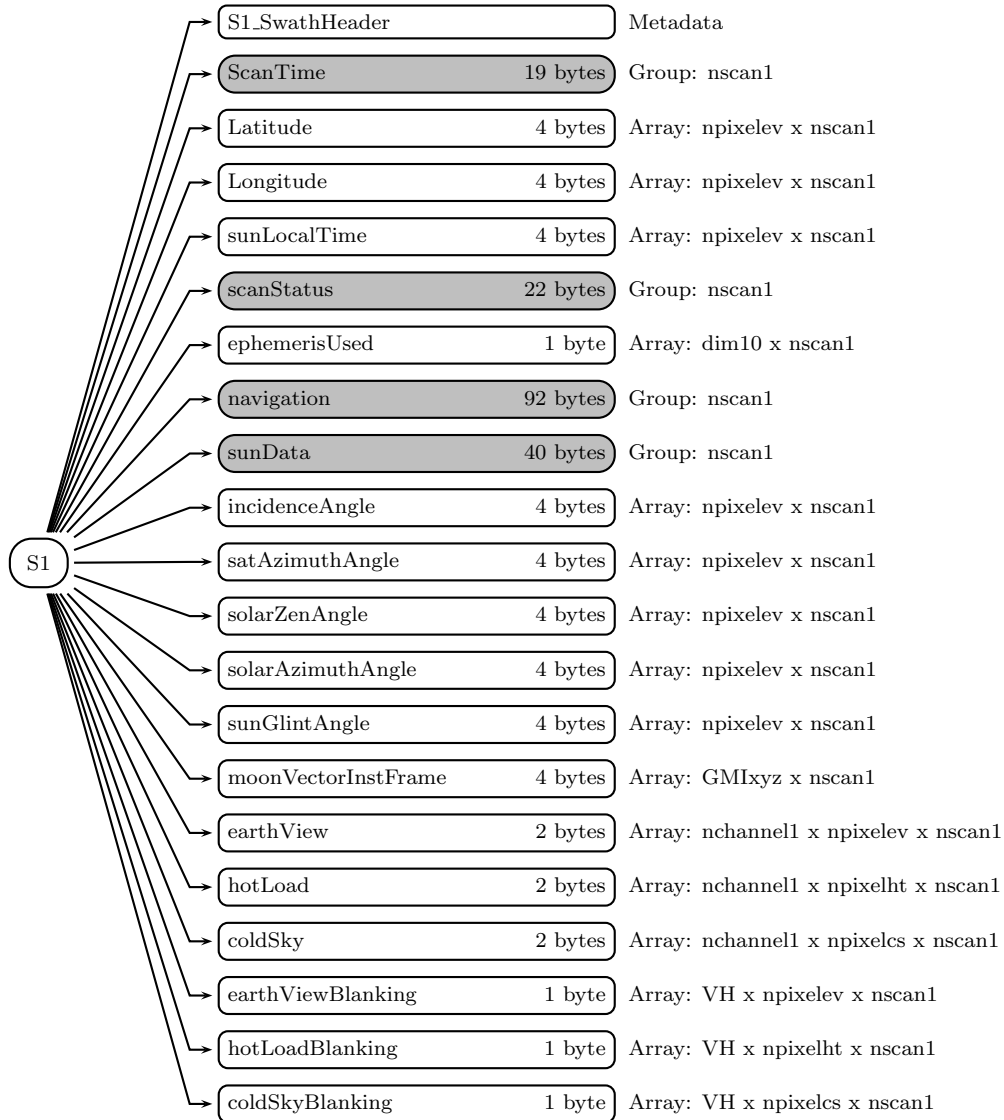 S1_SwathHeader Metadata
ScanTime 19 bytes Group: nscan1
Latitude 4 bytes Array: npixelev x nscan1
Longitude 4 bytes Array: npixelev x nscan1
sunLocalTime 4 bytes Array: npixelev x nscan1
scanStatus 22 bytes Group: nscan1
ephemerisUsed 1 byte Array: dim10 x nscan1
navigation 92 bytes Group: nscan1
sunData 40 bytes Group: nscan1
incidenceAngle 4 bytes Array: npixelev x nscan1
S1 satAzimuthAngle 4 bytes Array: npixelev x nscan1
solarZenAngle 4 bytes Array: npixelev x nscan1
solarAzimuthAngle 4 bytes Array: npixelev x nscan1
sunGlintAngle 4 bytes Array: npixelev x nscan1
moonVectorInstFrame 4 bytes Array: GMIxyz x nscan1
earthView 2 bytes Array: nchannel1 x npixelev x nscan1
hotLoad 2 bytes Array: nchannel1 x npixelht x nscan1
coldSky 2 bytes Array: nchannel1 x npixelcs x nscan1
earthViewBlanking 1 byte Array: VH x npixelev x nscan1
hotLoadBlanking 1 byte Array: VH x npixelht x nscan1
coldSkyBlanking 1 byte Array: VH x npixelcs x nscan1